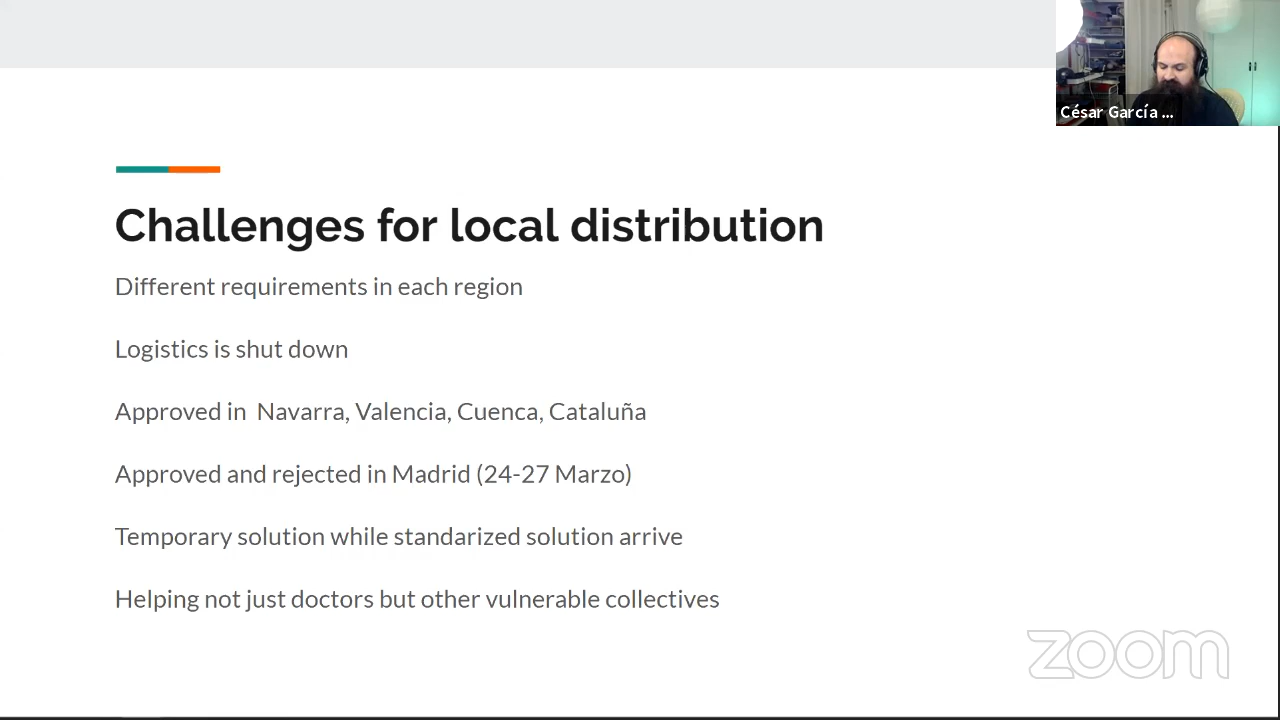 César García ...
Challenges for local distribution
Different requirements in each region
Logistics is shut down
Approved in  Navarra, Valencia, Cuenca, Cataluña
Approved and rejected in Madrid (24-27 Marzo)
Temporary solution while standarized solution arrive
Helping not just doctors but other vulnerable collectives
zoom